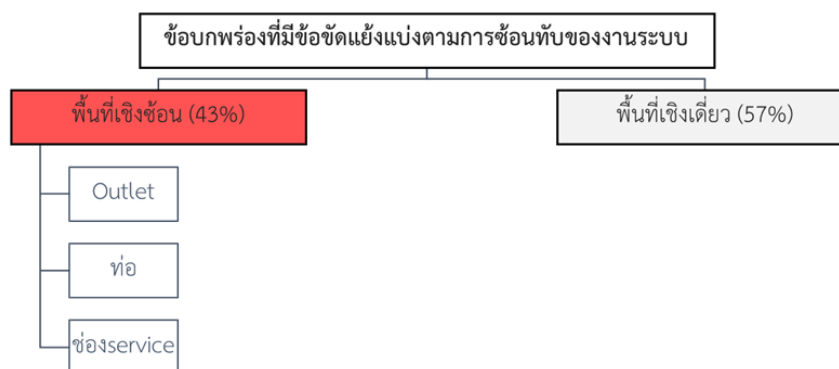 ข้อบกพร่องที่มีข้อขัดแย้งแบ่งตามการซ้อนทับของงานระบบ
พื้นที่เชิงซ้อน (43%)
พื้นที่เชิงเดี่ยว (57%)
Outlet
ท่อ
ช่องservice